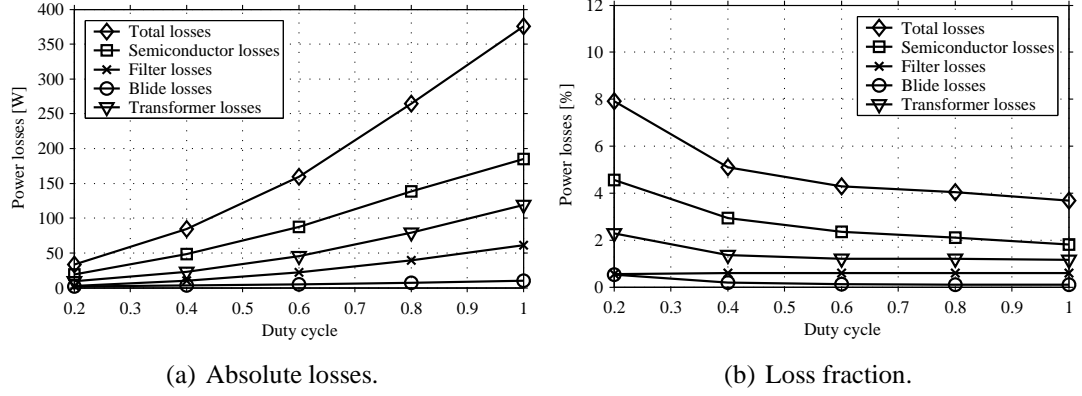 400
350
300
250
200
150
100
50
0
Power losses [W]
Total losses
Semiconductor losses
Filter losses
Blide losses
Transformer losses
0.2 0.3 0.4 0.5 0.6 0.7 0.8 0.9 1
Duty cycle
(a) Absolute losses.
12
10
8
6
4
2
0
Power losses [%]
Total losses
Semiconductor losses
Filter losses
Blide losses
Transformer losses
0.2 0.3 0.4 0.5 0.6 0.7 0.8 0.9 1
Duty cycle
(b) Loss fraction.